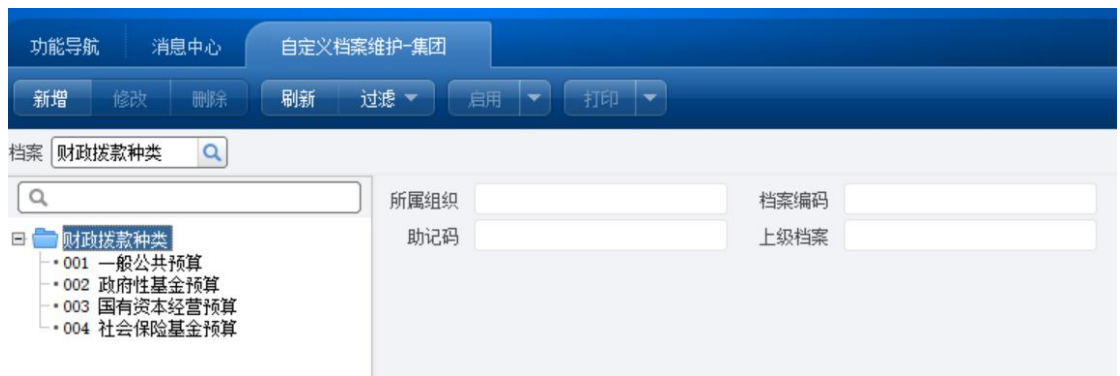 功能导航 消息中心 自定义档案维护-集团
新增 修改 删除 刷新 过滤 启用 打印
档案 财政拨款种类
所属组织 档案编码
财政拨款种类 助记码 上级档案
001 一般公共预算
002 政府性基金预算
003 国有资本经营预算
004 社会保险基金预算